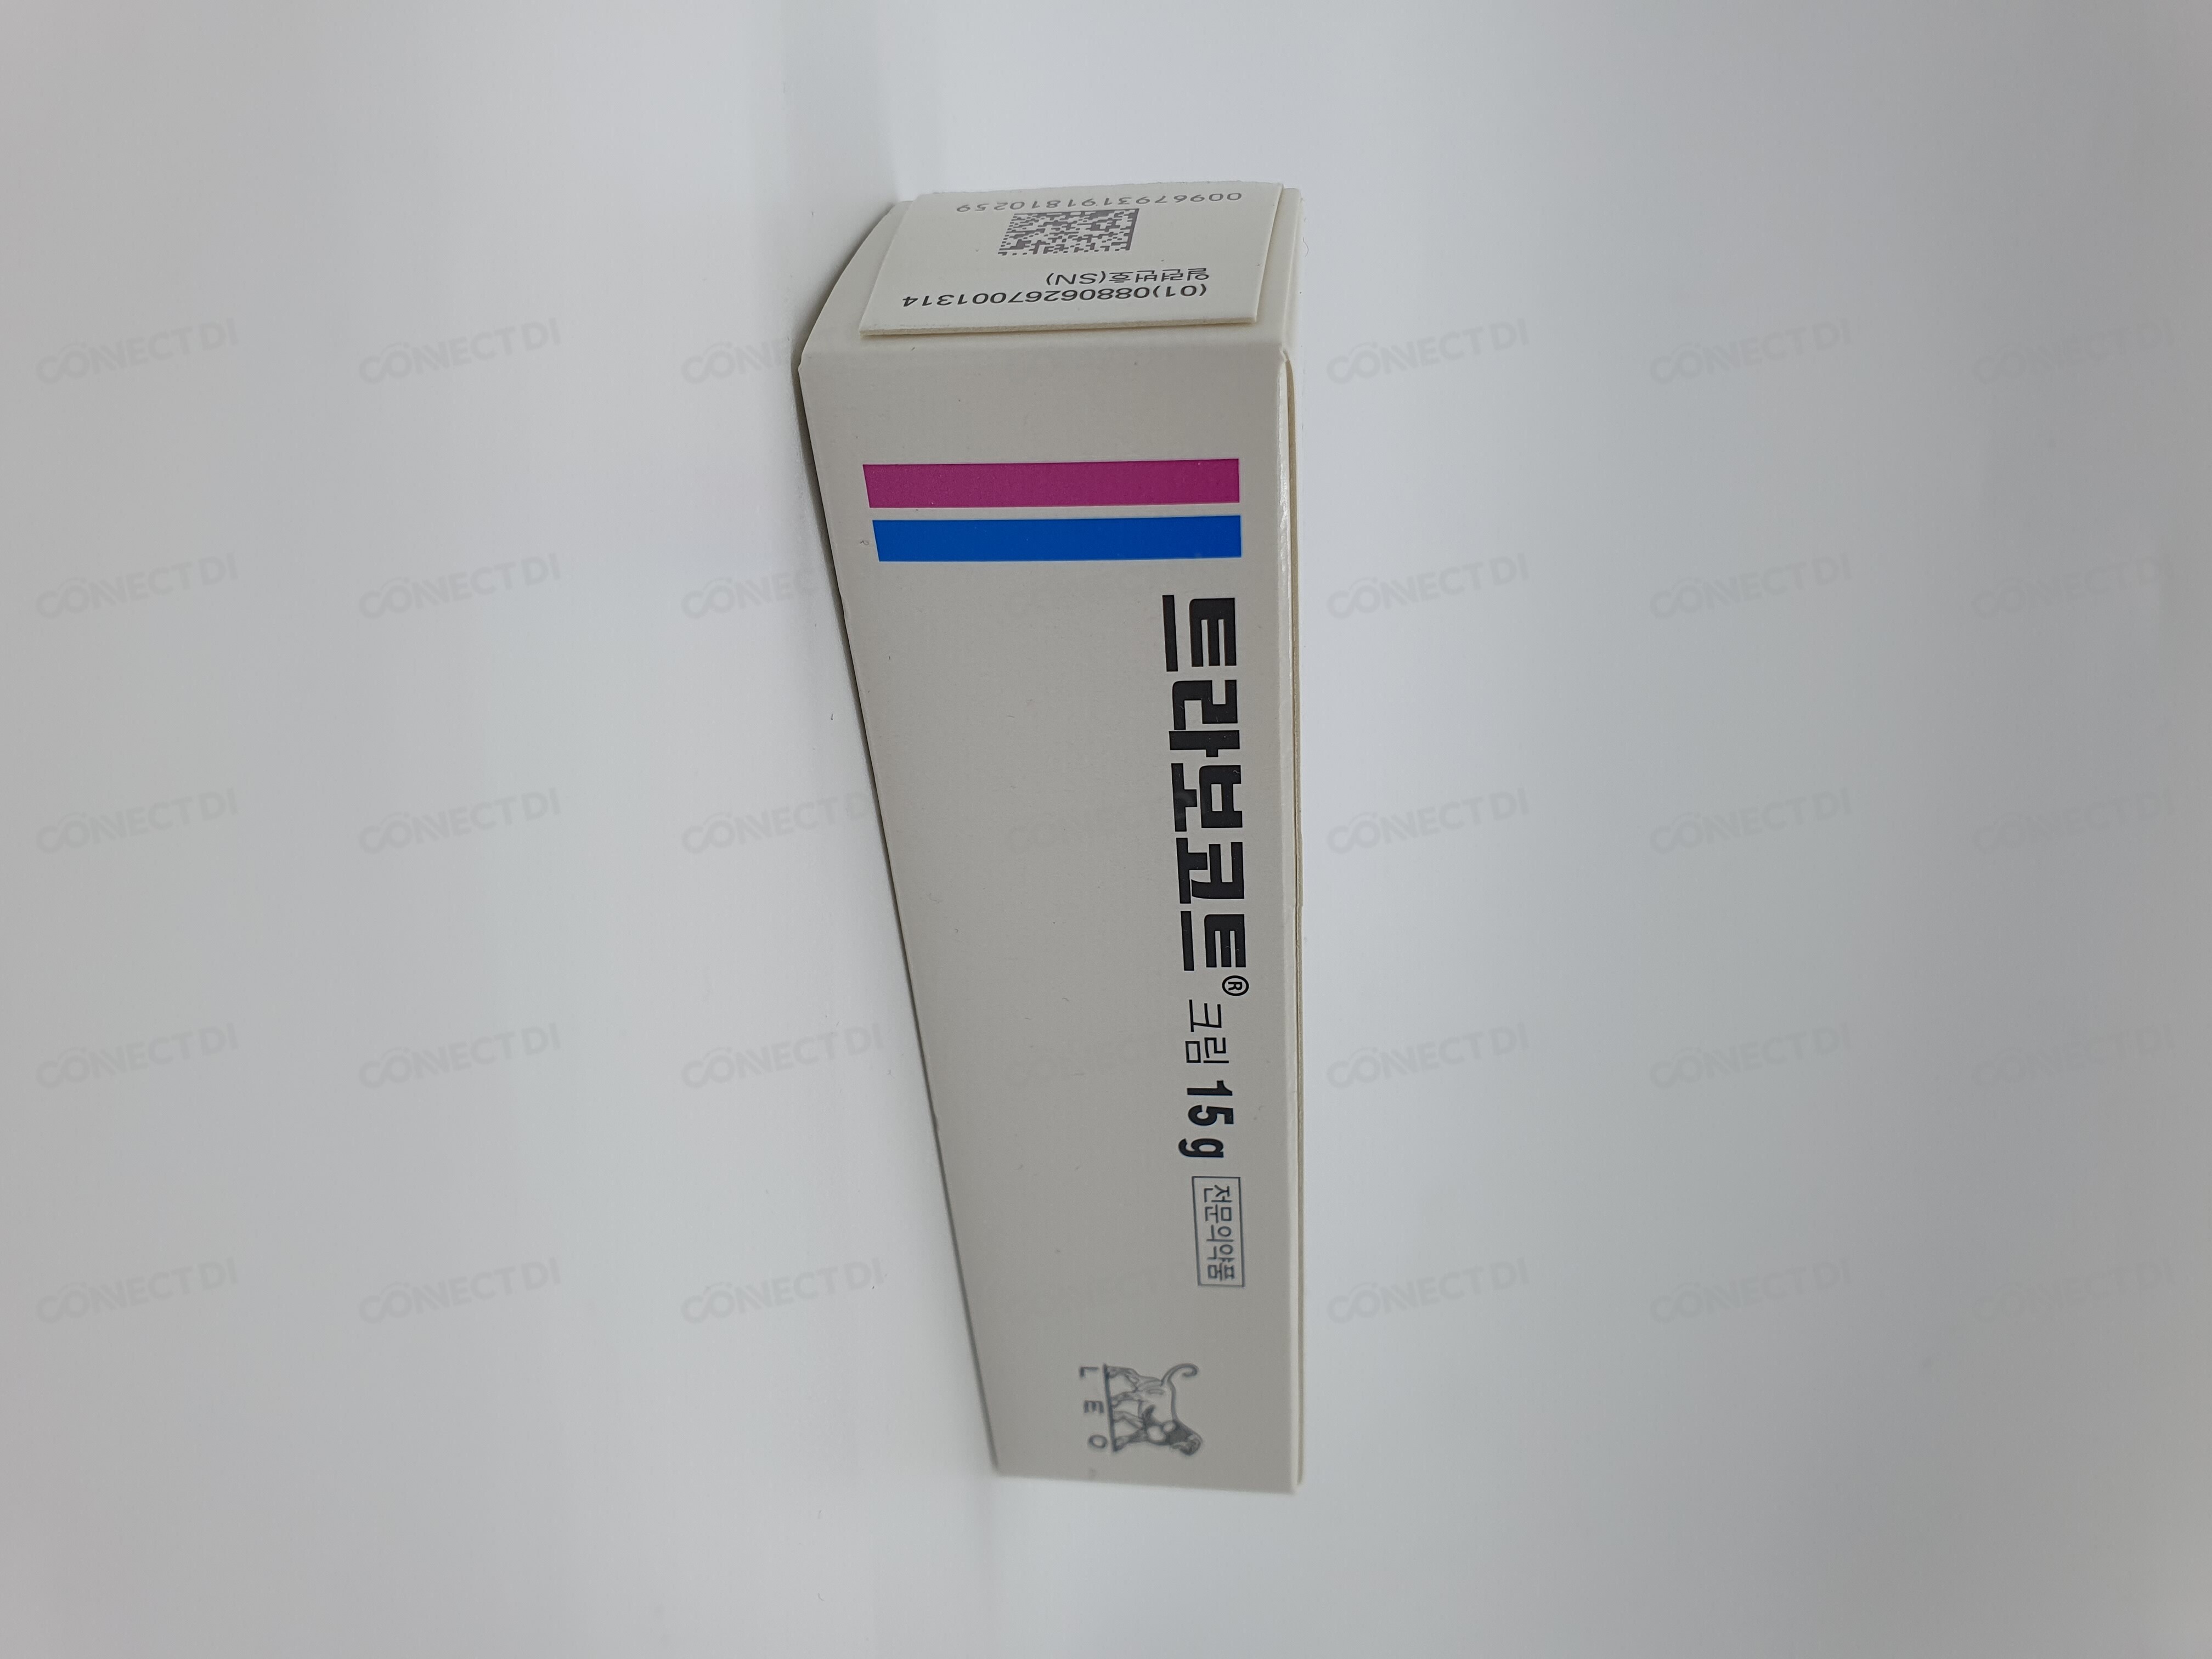 (01)08806267001314
일련번호(SN)
0096793191810259
트라보코트® 크림 15 g
전문의약품
LEO
CONNECTDI